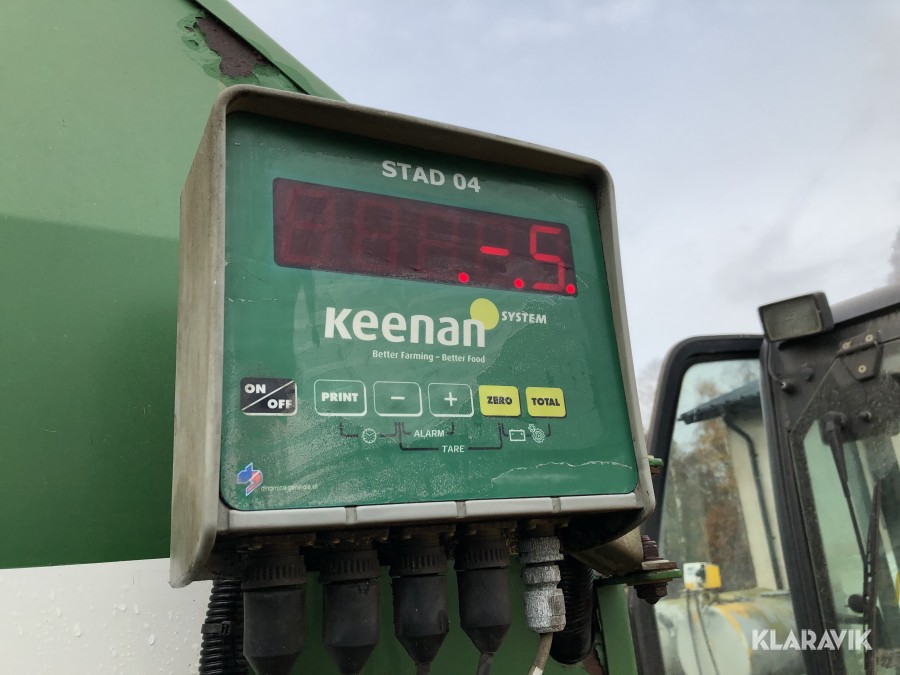 STAD 04
-5
Keenan SYSTEM
Better Farming - Better Food
ON/OFF PRINT - + ZERO TOTAL
ALARM
TARE
KLARAVIK